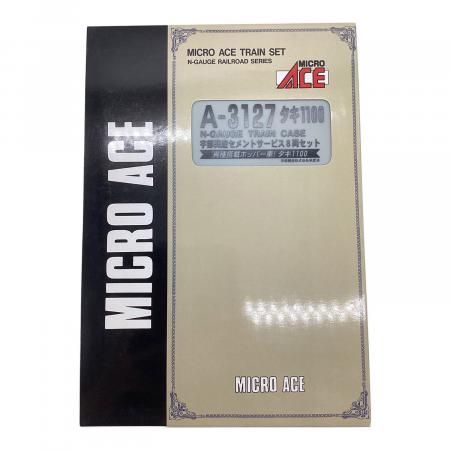 MICRO ACE TRAIN SET
N-GAUGE RAILROAD SERIES
MICRO
ACE
A-3127 タキ1100
N-GAUGE TRAIN CASE
宇部興産セメントサービス8両セット
MICRO ACE
MICRO ACE